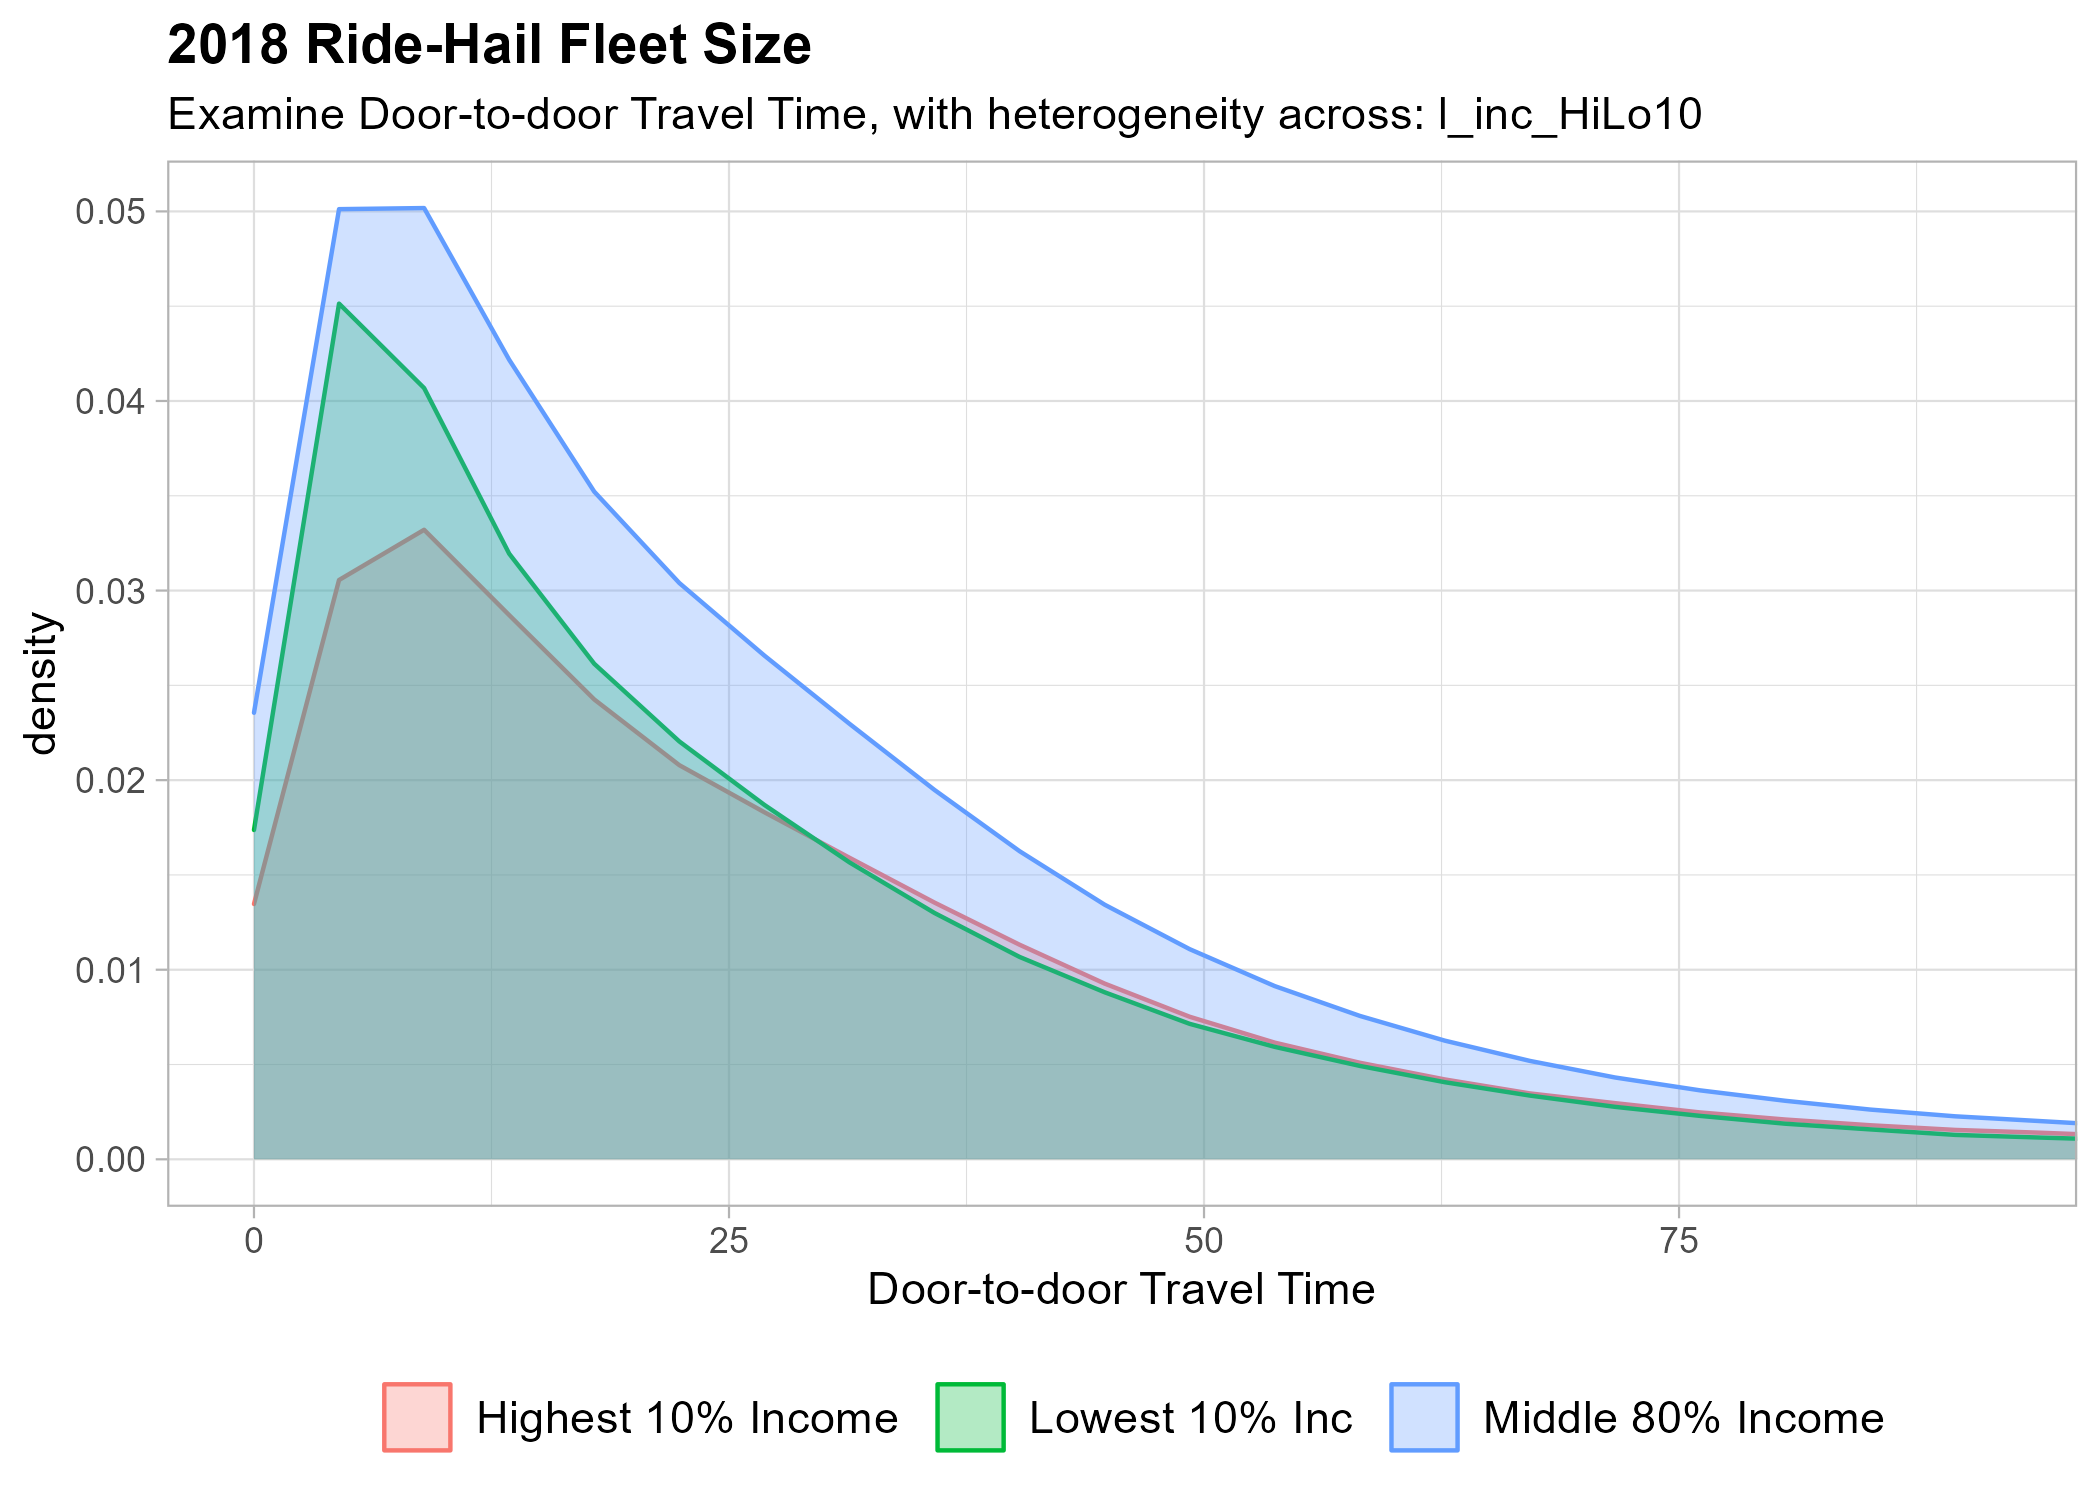 2018 Ride-Hail Fleet Size
Examine Door-to-door Travel Time, with heterogeneity across: I_inc_HiLo10
0.05
0.04
0.03
0.02
0.01
0.00
density
0
25
50
75
Door-to-door Travel Time
Highest 10% Income
Lowest 10% Inc
Middle 80% Income